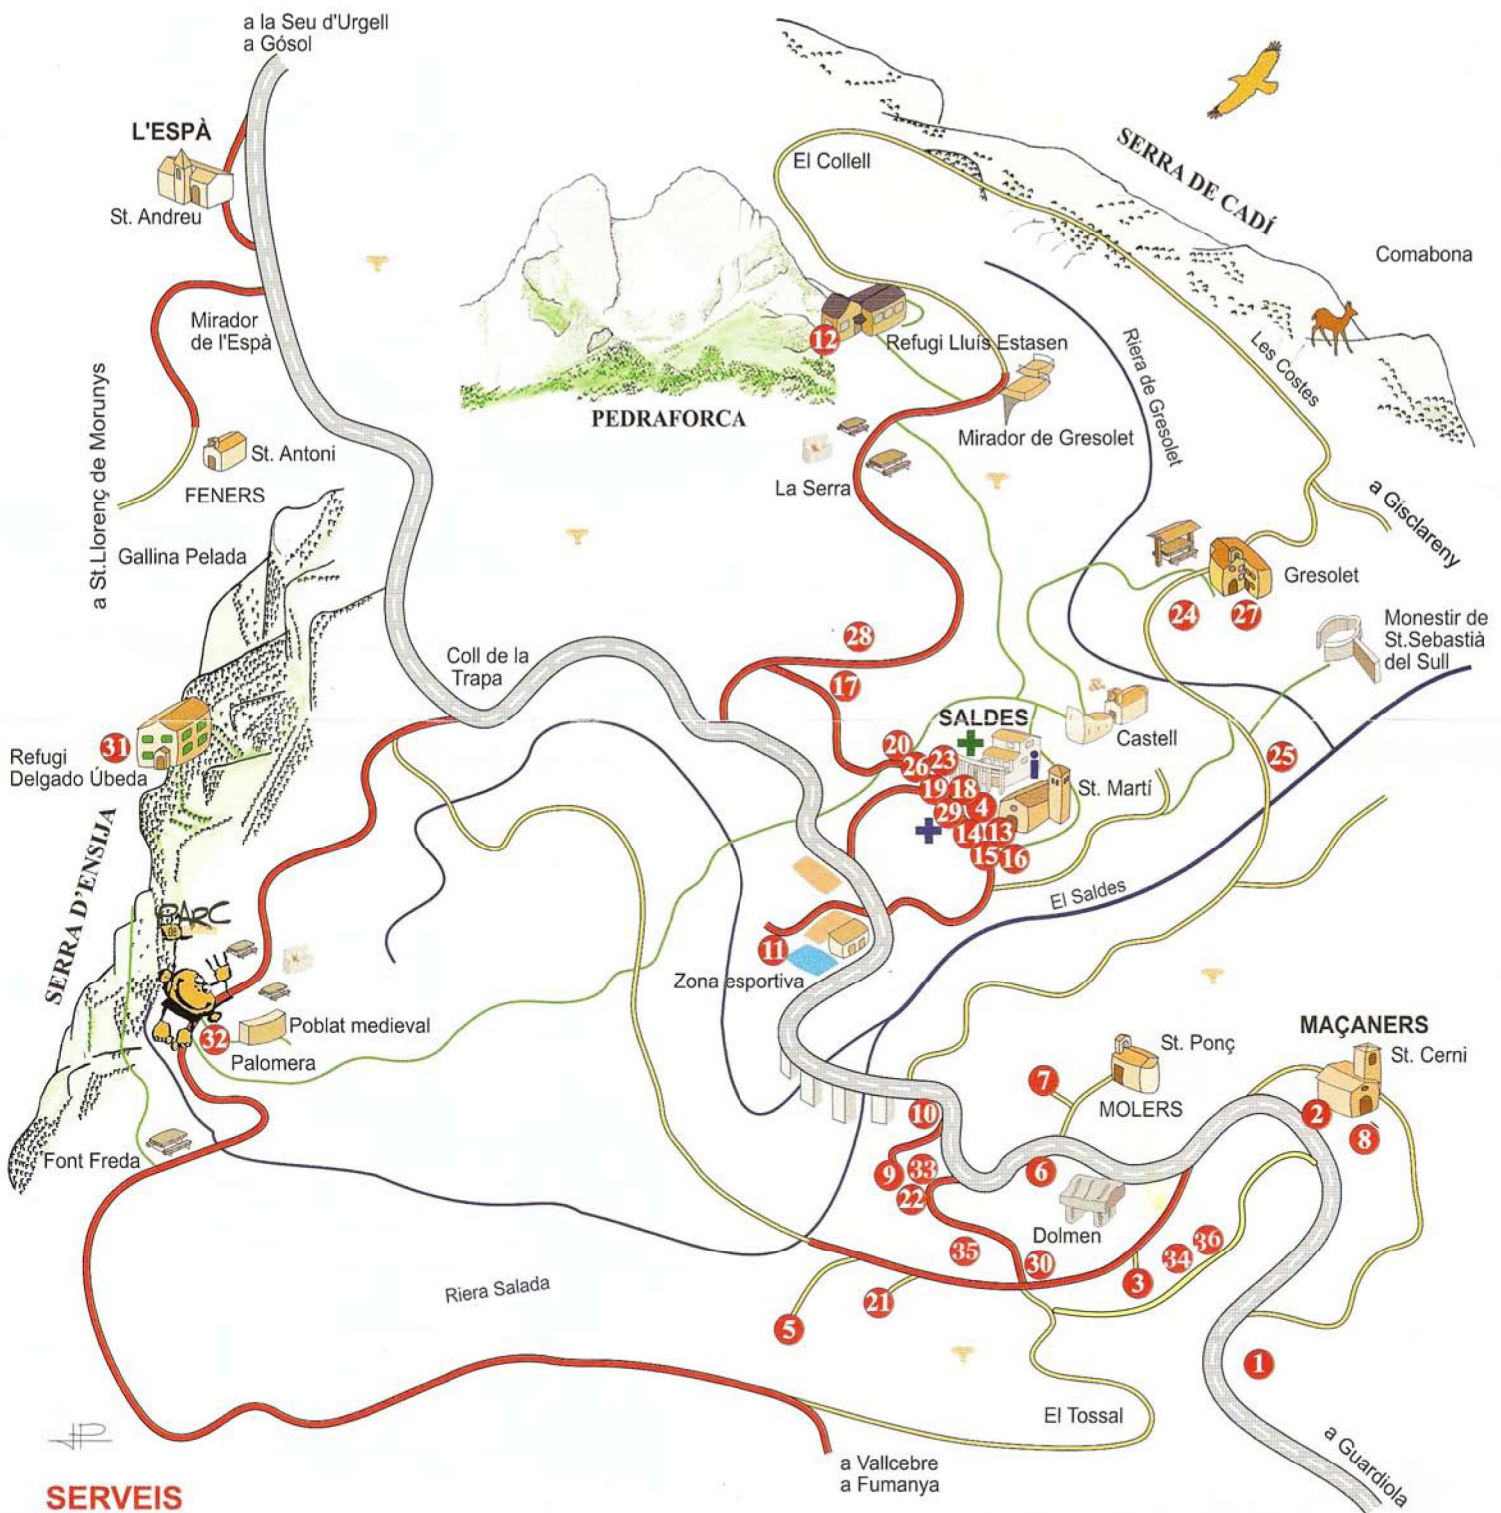 a la Seu d'Urgell
a Gósol
L'ESPÀ
St. Andreu
Mirador
de l'Espà
a St.Llorenç de Morunys
St. Antoni
FENERS
Gallina Pelada
El Collell
SERRA DE CADÍ
Comabona
12
Refugi Lluís Estasen
PEDRAFORCA
Mirador de Gresolet
Riera de Gresolet
Les Costes
La Serra
a Gisclareny
Gresolet
24
27
Monestir de
St.Sebastià
del Sull
28
Coll de la
Trapa
17
31
Refugi
Delgado Úbeda
SALDES
20
26
23
i
Castell
25
19
18
St. Martí
29
4
14
13
15
16
El Saldes
SERRA D'ENSIJA
PARC
11
Zona esportiva
32
Poblat medieval
Palomera
MAÇANERS
St. Cerni
St. Ponç
7
MOLERS
10
2
8
Font Freda
9
33
6
22
Dolmen
35
30
34
36
3
21
5
Riera Salada
1
El Tossal
a Vallcebre
a Fumanya
a Guardiola
JP
SERVEIS